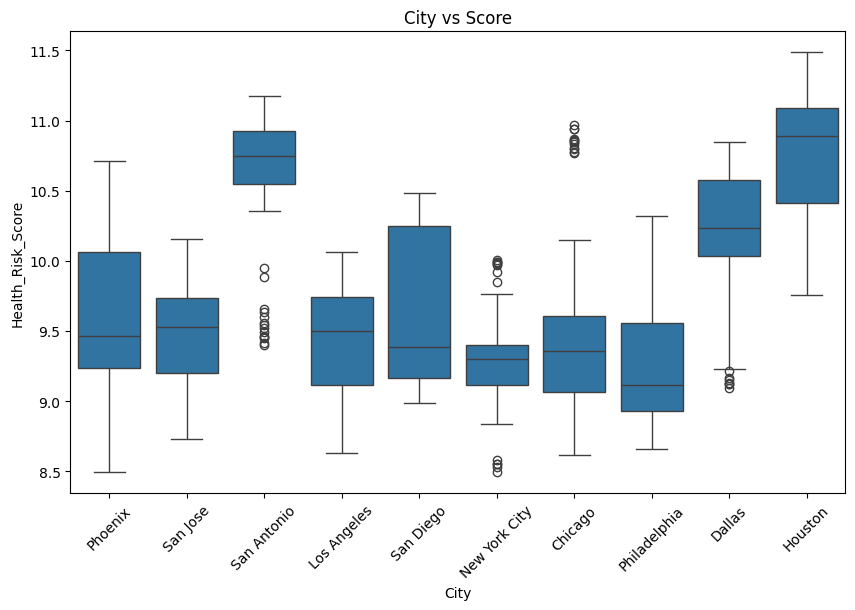 City vs Score
Health_Risk_Score
11.5
11.0
10.5
10.0
9.5
9.0
8.5
Phoenix
San Jose
San Antonio
Los Angeles
San Diego
New York City
Chicago
Philadelphia
Dallas
Houston
City